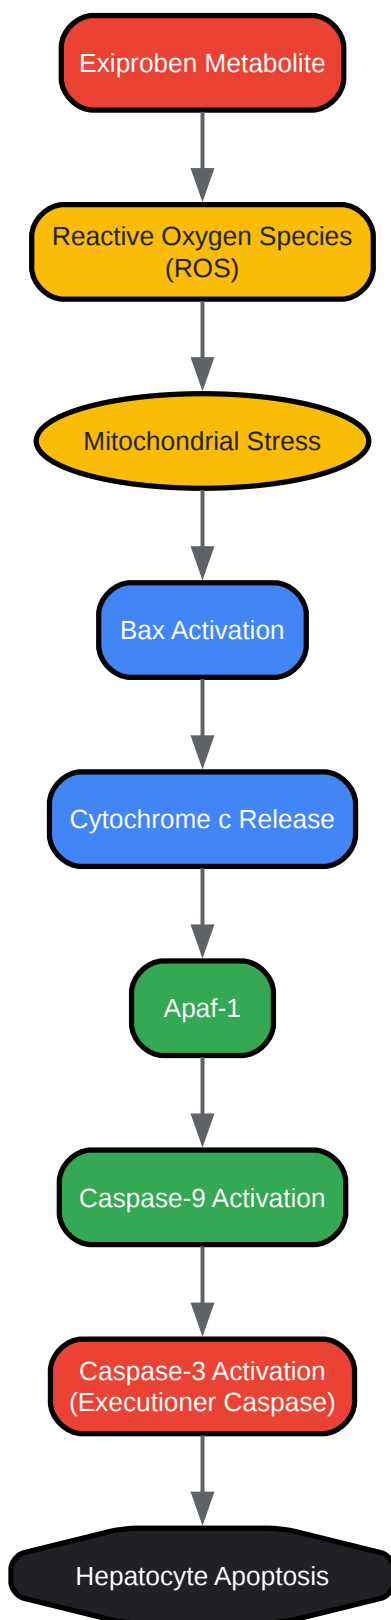 Exiproben Metabolite
Reactive Oxygen Species
(ROS)
Mitochondrial Stress
Bax Activation
Cytochrome c Release
Apaf-1
Caspase-9 Activation
Caspase-3 Activation
(Executioner Caspase)
Hepatocyte Apoptosis